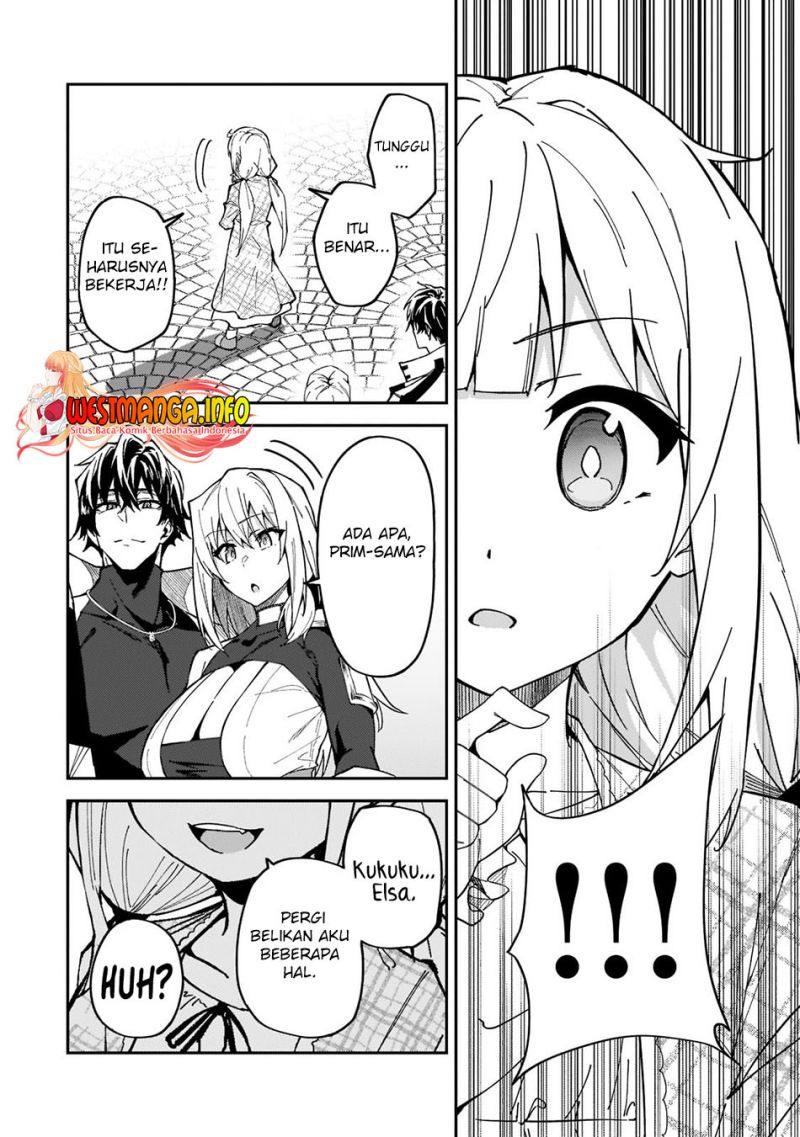 !!!
TUNGGU
...
ITU
BENAR...
ITU SE-
HARUSNYA
BEKERJA!!
WESTMANGA.INFO
Situs Baca Komik Berbahasa Indonesia
ADA APA,
PRIM-SAMA?
Kukuku...
Elsa.
PERGI
BELIKAN AKU
BEBERAPA
HAL.
HUH?